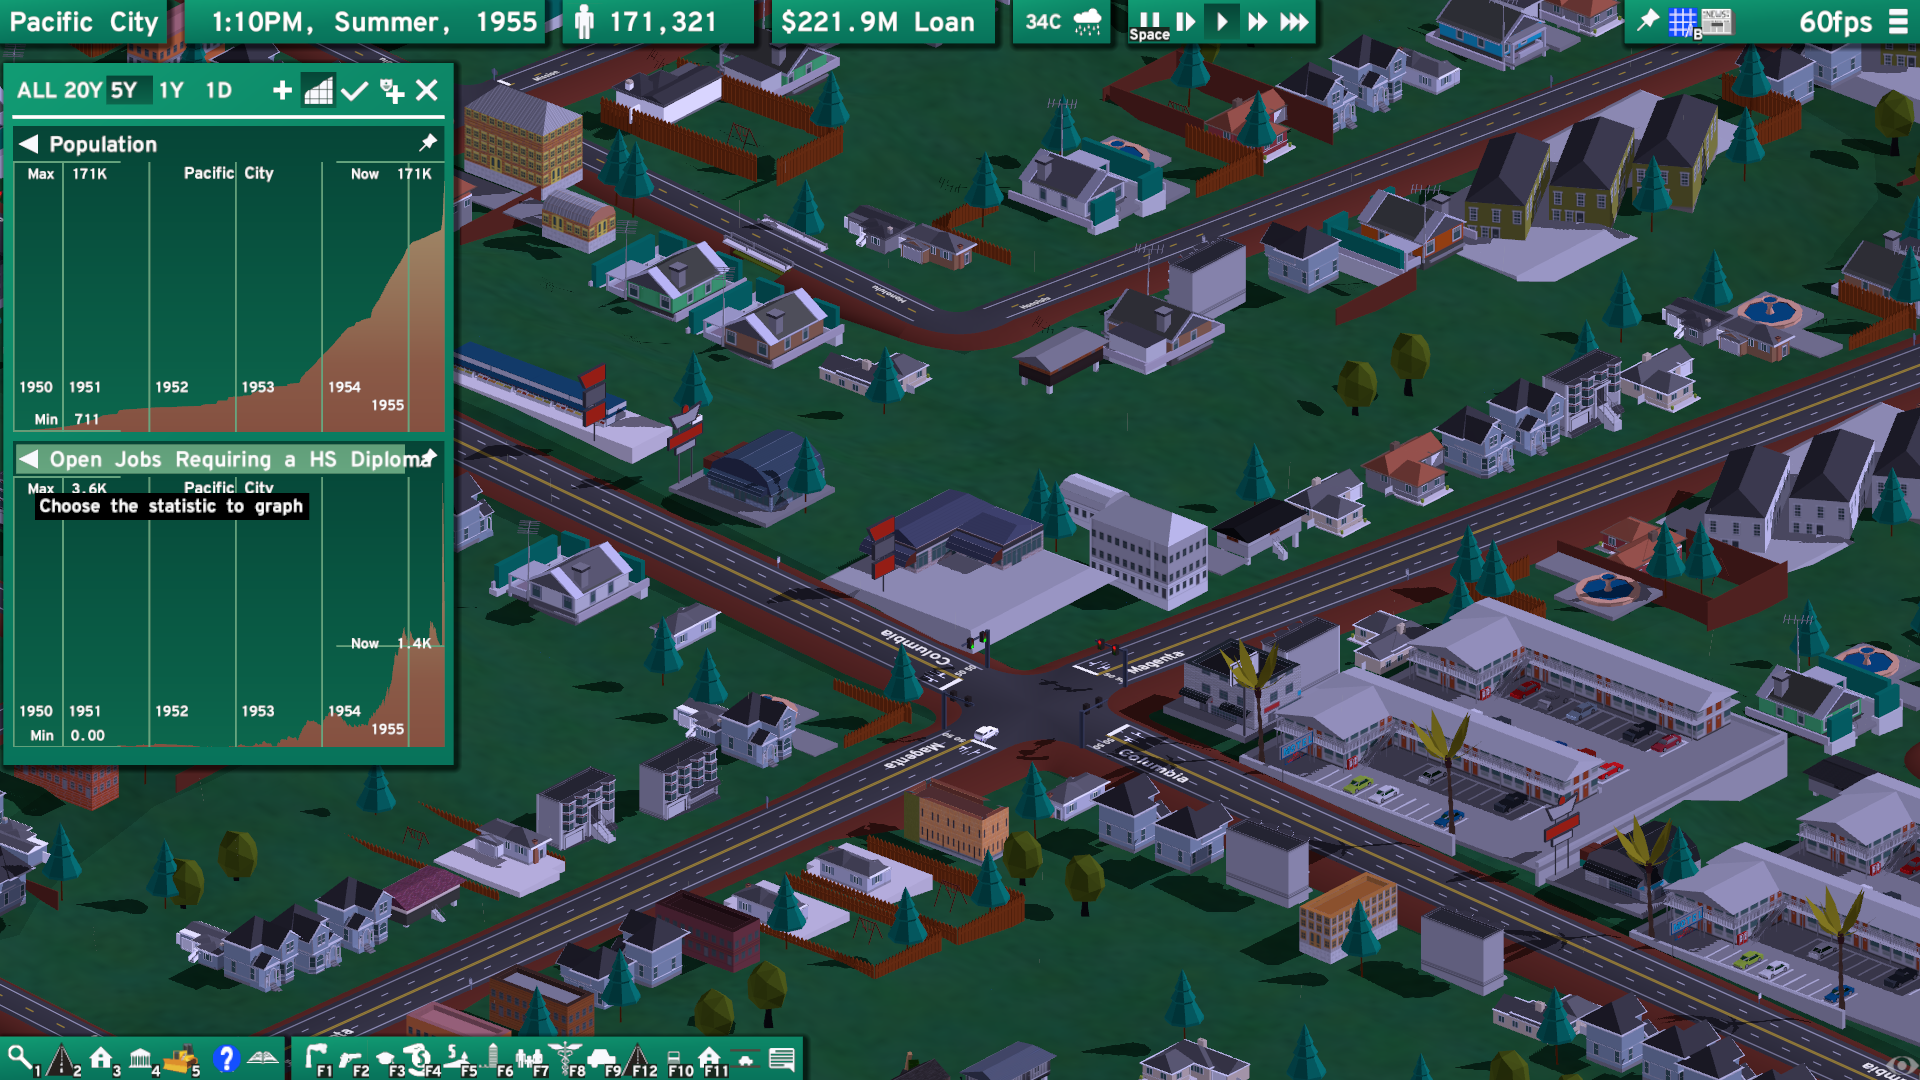 Pacific City
1:10PM, Summer, 1955
171,321
$221.9M Loan
34C
Space
B
NEWS
60fps
ALL 20Y 5Y 1Y 1D
Population
Max 171K Pacific City Now 171K
1950 1951 1952 1953 1954
1955
Min 711
Open Jobs Requiring a HS Diploma
Max 3.6K Pacific City
Choose the statistic to graph
Now 1.4K
1950 1951 1952 1953 1954
1955
Min 0.00
Mission
Honolulu
Honolulu
Columbia
Magenta
Magenta
Columbia
1 2 3 4 5 F1 F2 F3 F4 F5 F6 F7 F8 F9 F12 F10 F11